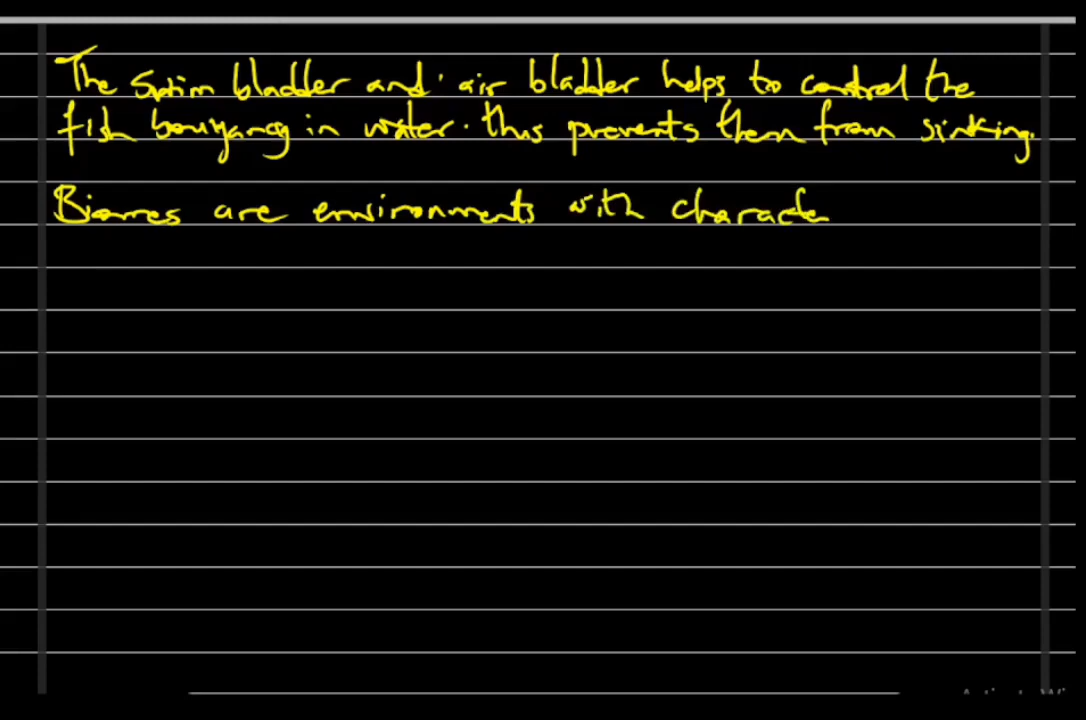 The swim bladder and air bladder helps to control the
fish bouyancy in water. thus prevents them from sinking.
Biomes are environments with characte